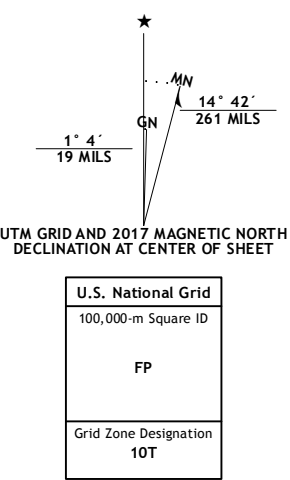 ★
MN
GN
14° 42´
261 MILS
1° 4´
19 MILS
UTM GRID AND 2017 MAGNETIC NORTH
DECLINATION AT CENTER OF SHEET
U.S. National Grid
100,000-m Square ID
FP
Grid Zone Designation
10T